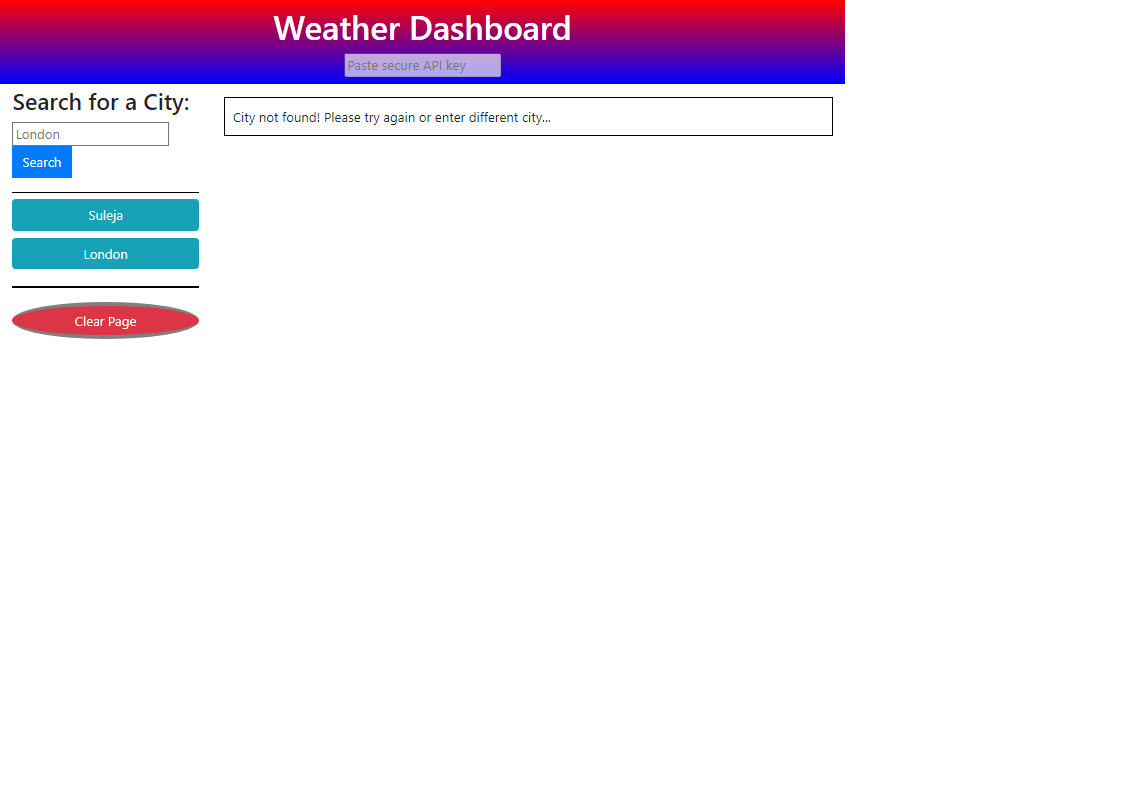 Weather Dashboard
Paste secure API key
Search for a City:
London
Search
Suleja
London
Clear Page
City not found! Please try again or enter different city...